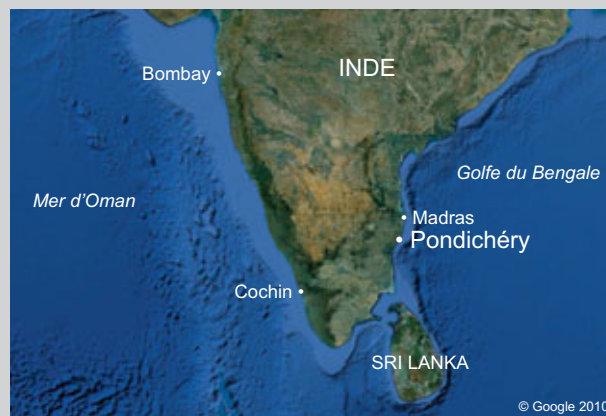 INDE
Bombay
Golfe du Bengale
Mer d'Oman
Madras
Pondichéry
Cochin
SRI LANKA
© Google 2010